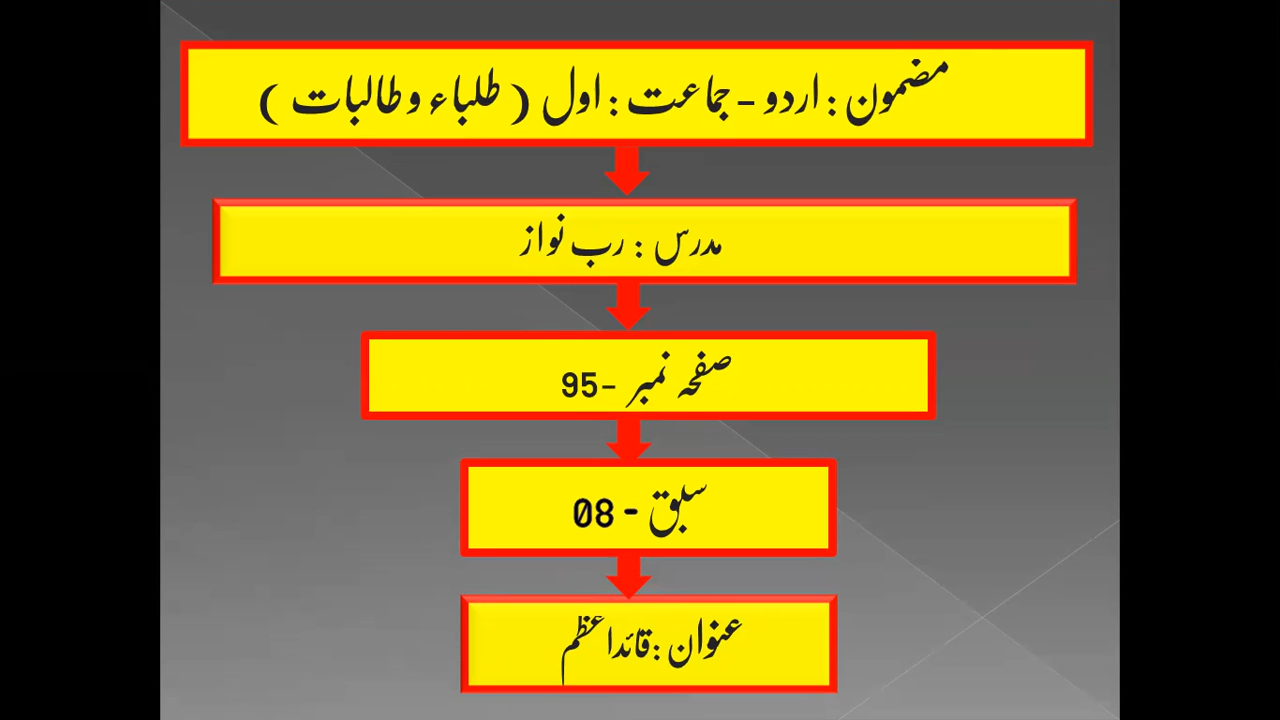 مضمون : اردو - جماعت : اول ( طلباء و طالبات )
مدرس : رب نواز
صفحہ نمبر -95
سبق - 08
عنوان : قائداعظم